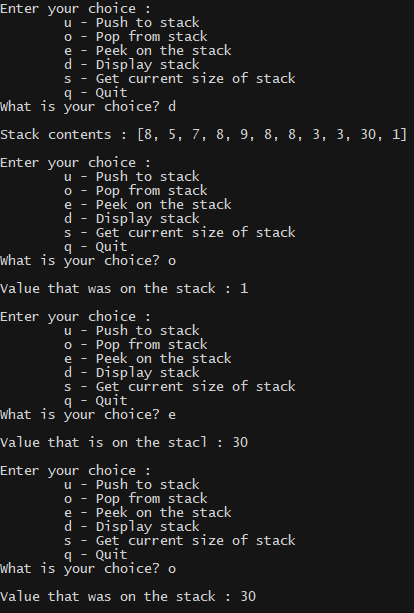 Enter your choice :
u - Push to stack
o - Pop from stack
e - Peek on the stack
d - Display stack
s - Get current size of stack
q - Quit
What is your choice? d
Stack contents : [8, 5, 7, 8, 9, 8, 8, 3, 3, 30, 1]
Enter your choice :
u - Push to stack
o - Pop from stack
e - Peek on the stack
d - Display stack
s - Get current size of stack
q - Quit
What is your choice? o
Value that was on the stack : 1
Enter your choice :
u - Push to stack
o - Pop from stack
e - Peek on the stack
d - Display stack
s - Get current size of stack
q - Quit
What is your choice? e
Value that is on the stacl : 30
Enter your choice :
u - Push to stack
o - Pop from stack
e - Peek on the stack
d - Display stack
s - Get current size of stack
q - Quit
What is your choice? o
Value that was on the stack : 30